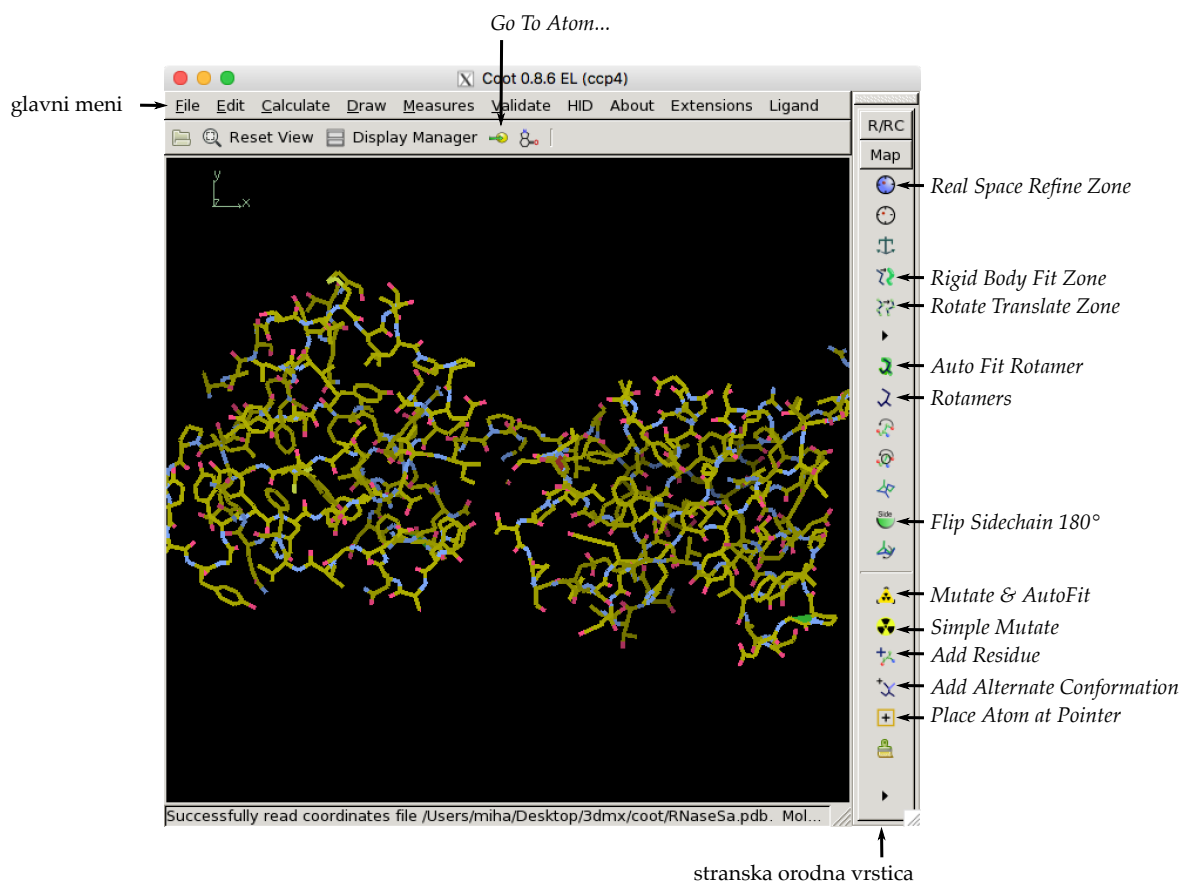 Go To Atom...
Coot 0.8.6 EL (ccp4)
glavni meni
File Edit Calculate Draw Measures Validate HID About Extensions Ligand
Reset View Display Manager
R/RC
Map
y
z x
Real Space Refine Zone
Rigid Body Fit Zone
Rotate Translate Zone
Auto Fit Rotamer
Rotamers
Side
Flip Sidechain 180°
Mutate & AutoFit
Simple Mutate
Add Residue
Add Alternate Conformation
Place Atom at Pointer
Successfully read coordinates file /Users/miha/Desktop/3dmx/coot/RNaseSa.pdb. Mol...
stranska orodna vrstica